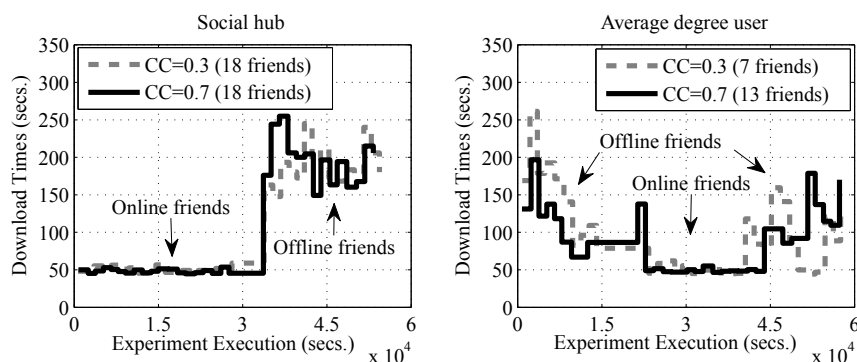 Social hub
350
300
250
200
150
100
50
0
Download Times (secs.)
CC=0.3 (18 friends)
CC=0.7 (18 friends)
Online friends
Offline friends
0
1.5
3
4.5
6
x 10^4
Experiment Execution (secs.)
Average degree user
350
300
250
200
150
100
50
0
Download Times (secs.)
CC=0.3 (7 friends)
CC=0.7 (13 friends)
Offline friends
Online friends
0
1.5
3
4.5
6
x 10^4
Experiment Execution (secs.)